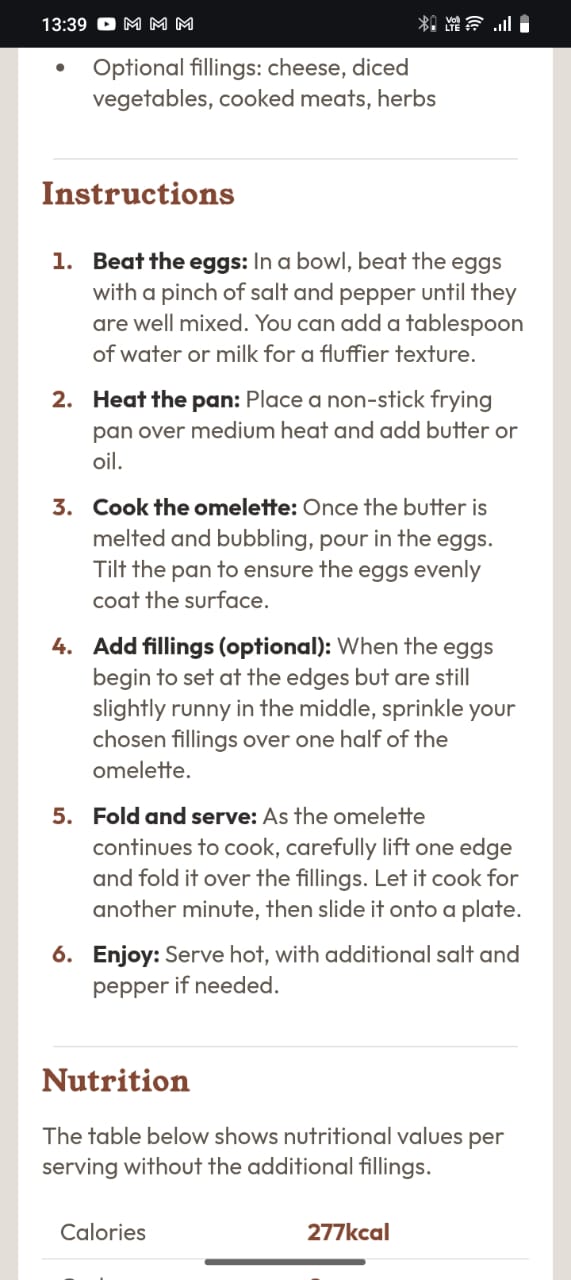 13:39
VoI
LTE
• Optional fillings: cheese, diced
vegetables, cooked meats, herbs
Instructions
1. Beat the eggs: In a bowl, beat the eggs
with a pinch of salt and pepper until they
are well mixed. You can add a tablespoon
of water or milk for a fluffier texture.
2. Heat the pan: Place a non-stick frying
pan over medium heat and add butter or
oil.
3. Cook the omelette: Once the butter is
melted and bubbling, pour in the eggs.
Tilt the pan to ensure the eggs evenly
coat the surface.
4. Add fillings (optional): When the eggs
begin to set at the edges but are still
slightly runny in the middle, sprinkle your
chosen fillings over one half of the
omelette.
5. Fold and serve: As the omelette
continues to cook, carefully lift one edge
and fold it over the fillings. Let it cook for
another minute, then slide it onto a plate.
6. Enjoy: Serve hot, with additional salt and
pepper if needed.
Nutrition
The table below shows nutritional values per
serving without the additional fillings.
Calories 277kcal